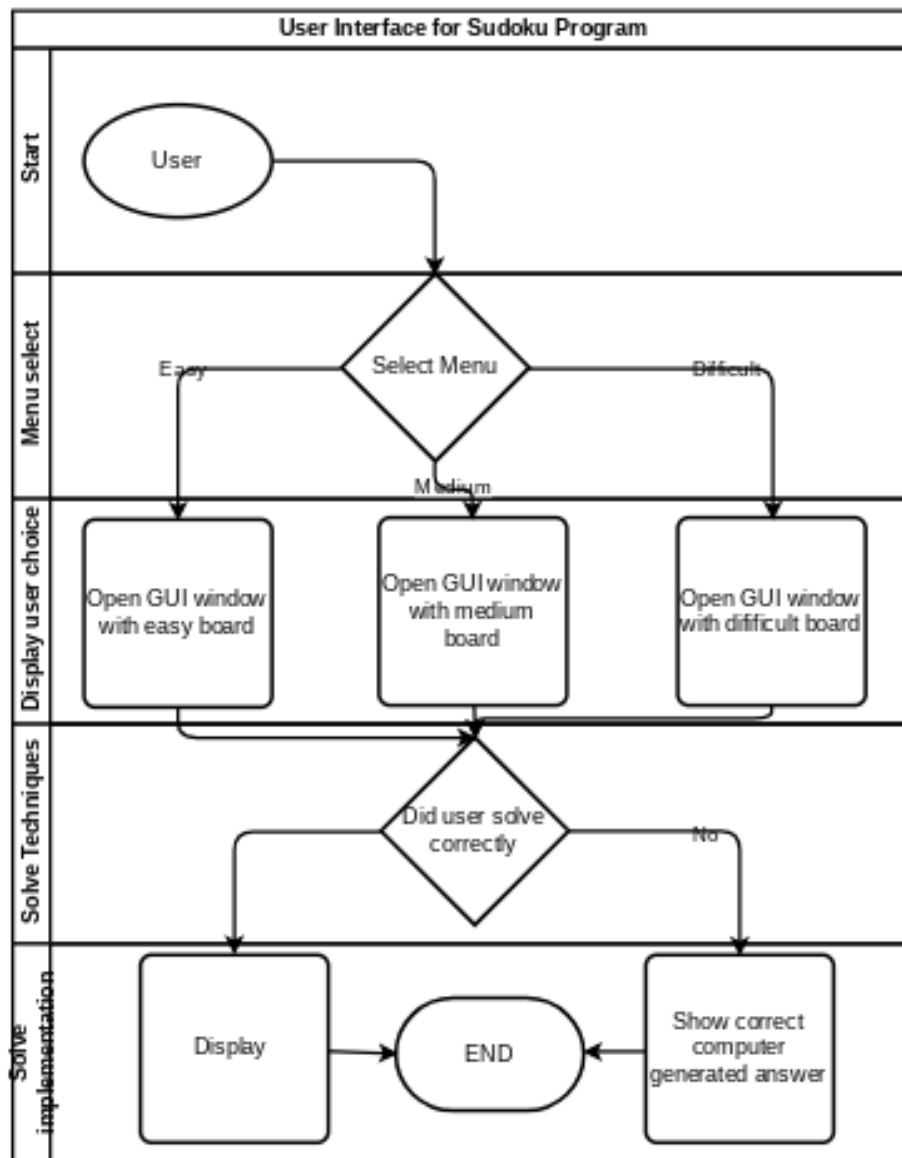 User Interface for Sudoku Program
Start
User
Menu select
Select Menu
Easy
Difficult
Medium
Display user choice
Open GUI window
with easy board
Open GUI window
with medium
board
Open GUI window
with difificult board
Solve Techniques
Did user solve
correctly
No
Solve
implementation
Display
END
Show correct
computer
generated answer